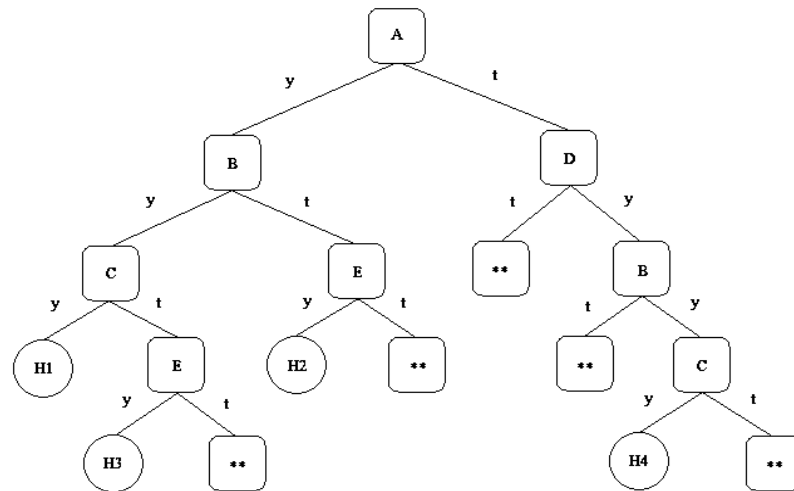 A
y t
B D
y t t y
C E ** B
y t y t t y
H1 E H2 ** ** C
y t y t
H3 ** H4 **